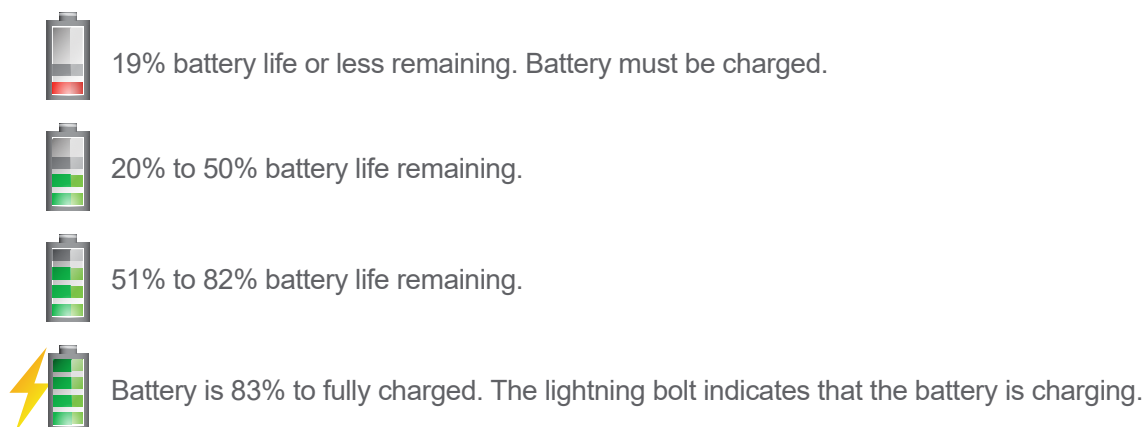 19% battery life or less remaining. Battery must be charged.
20% to 50% battery life remaining.
51% to 82% battery life remaining.
Battery is 83% to fully charged. The lightning bolt indicates that the battery is charging.